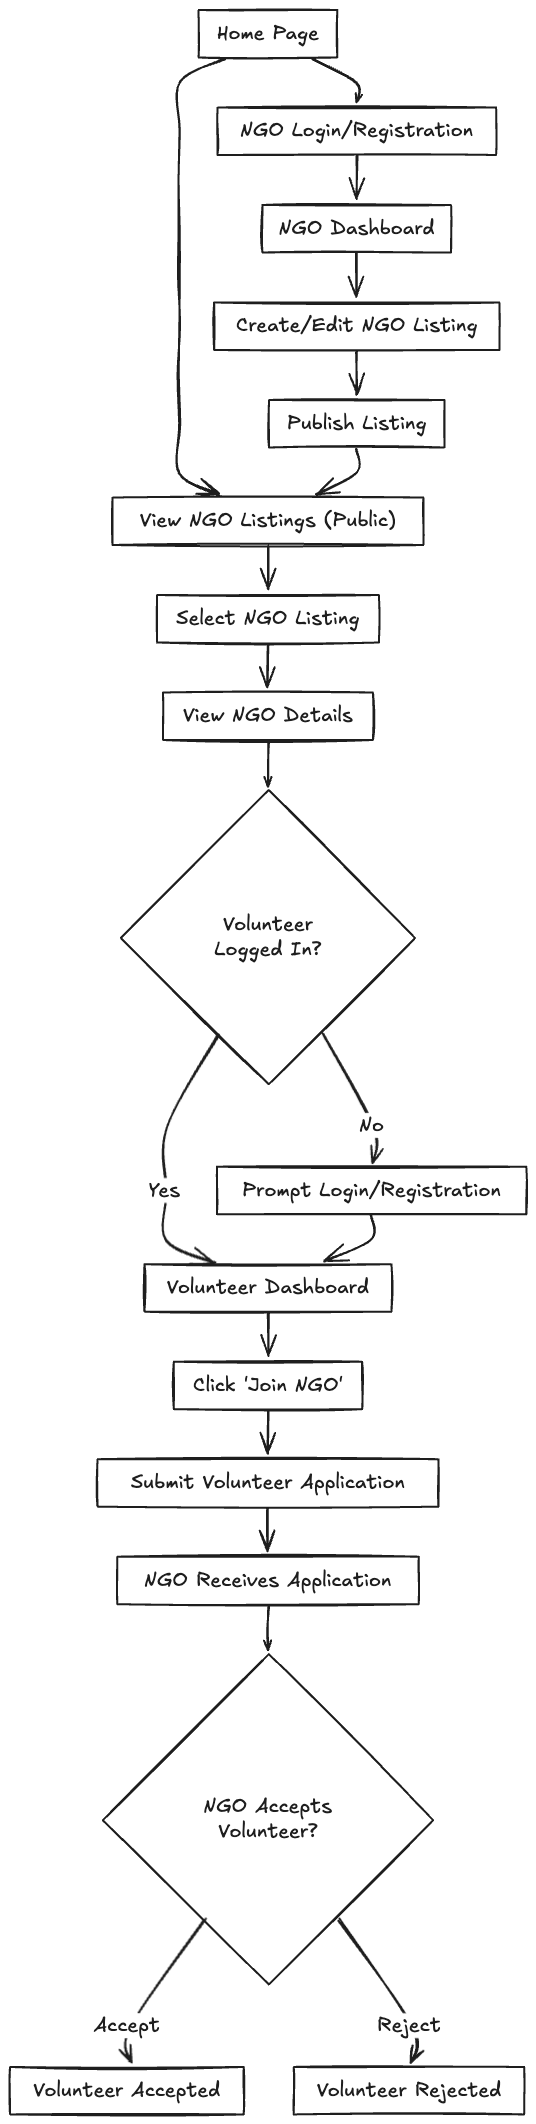 Home Page
NGO Login/Registration
NGO Dashboard
Create/Edit NGO Listing
Publish Listing
View NGO Listings (Public)
Select NGO Listing
View NGO Details
Volunteer
Logged In?
No
Yes
Prompt Login/Registration
Volunteer Dashboard
Click 'Join NGO'
Submit Volunteer Application
NGO Receives Application
NGO Accepts
Volunteer?
Accept
Reject
Volunteer Accepted
Volunteer Rejected